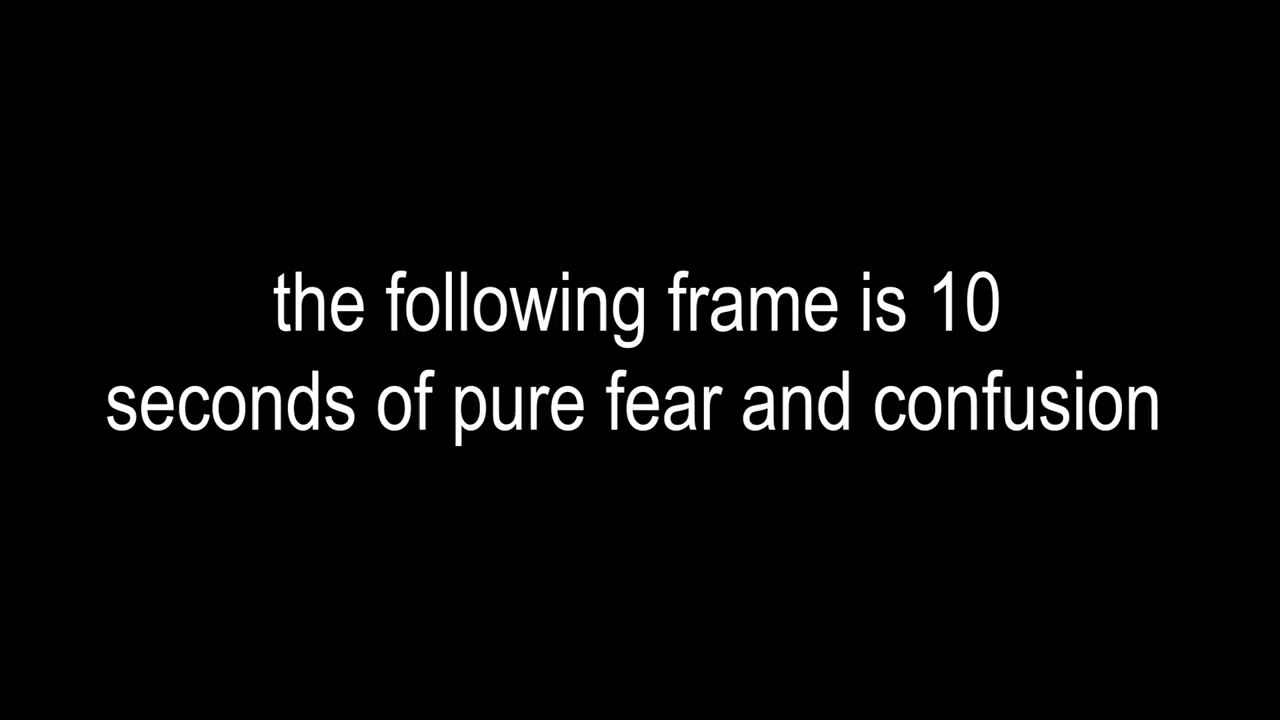 the following frame is 10
seconds of pure fear and confusion